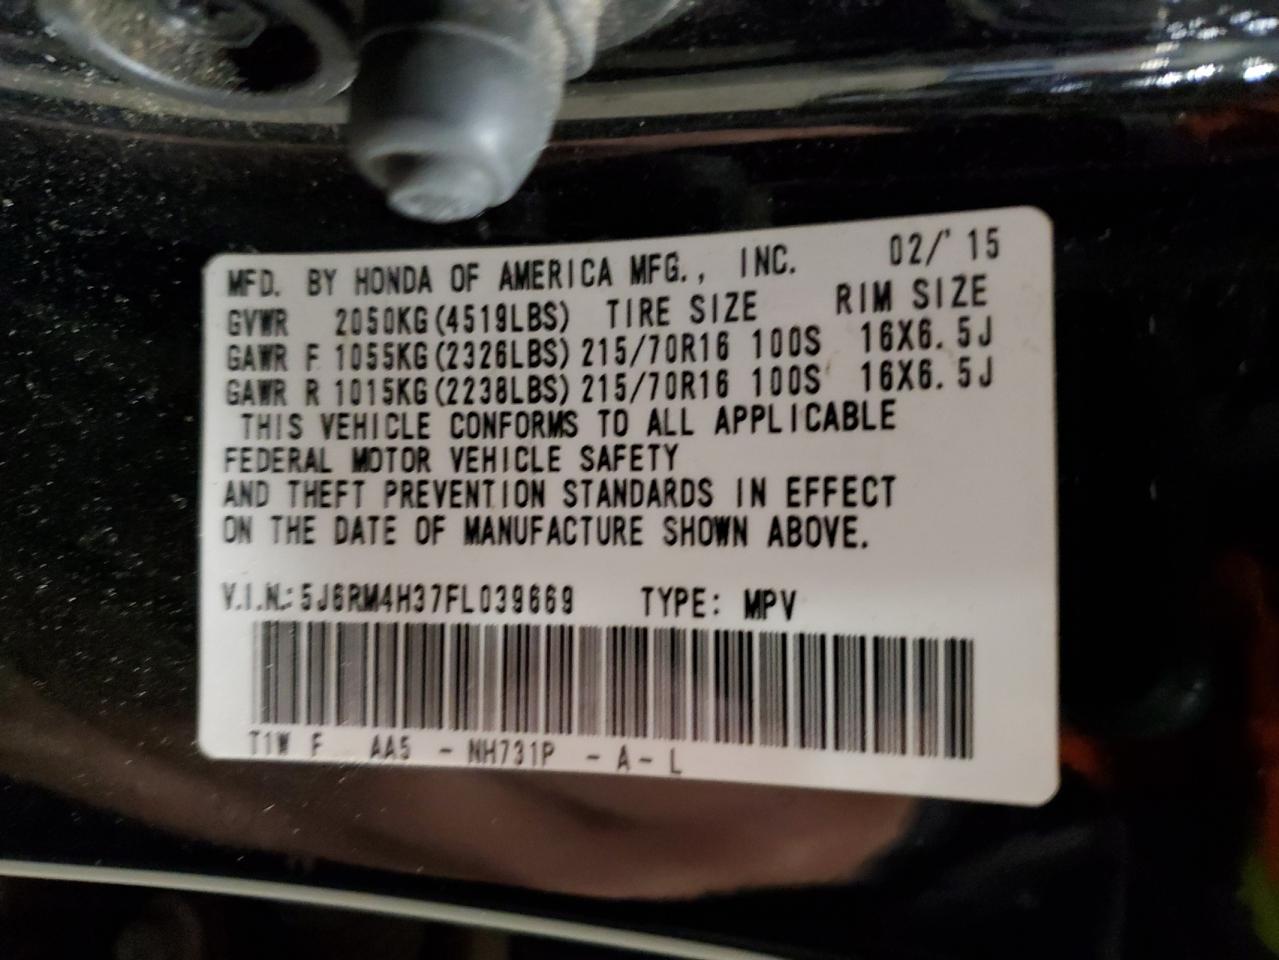 MFD. BY HONDA OF AMERICA MFG., INC. 02/'15
GVWR 2050KG(4519LBS) TIRE SIZE RIM SIZE
GAWR F 1055KG(2326LBS) 215/70R16 100S 16X6.5J
GAWR R 1015KG(2238LBS) 215/70R16 100S 16X6.5J
THIS VEHICLE CONFORMS TO ALL APPLICABLE
FEDERAL MOTOR VEHICLE SAFETY
AND THEFT PREVENTION STANDARDS IN EFFECT
ON THE DATE OF MANUFACTURE SHOWN ABOVE.
V.I.N.: 5J6RM4H37FL039669 TYPE: MPV
T1W F AA5 - NH731P - A - L